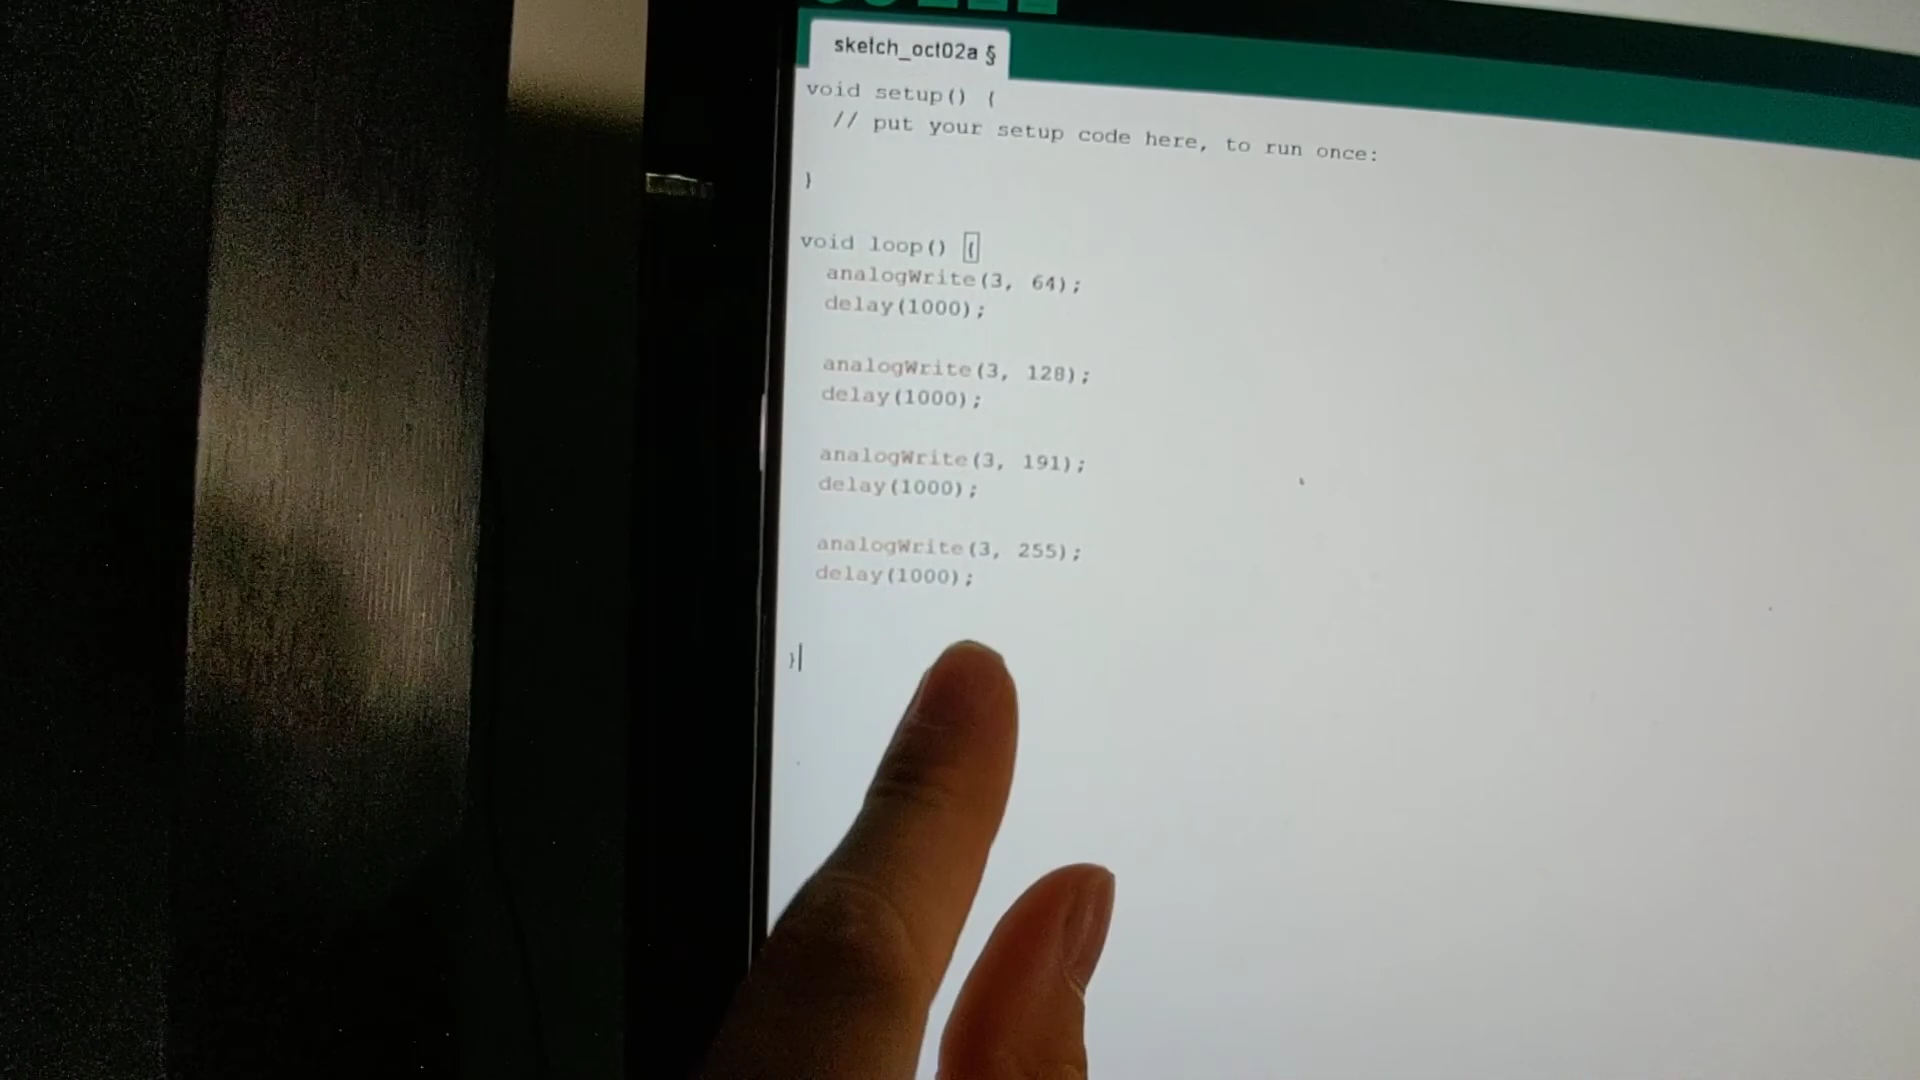 sketch_oct02a §
void setup() {
// put your setup code here, to run once:
}
void loop() {
analogWrite(3, 64);
delay(1000);
analogWrite(3, 128);
delay(1000);
analogWrite(3, 191);
delay(1000);
analogWrite(3, 255);
delay(1000);
}